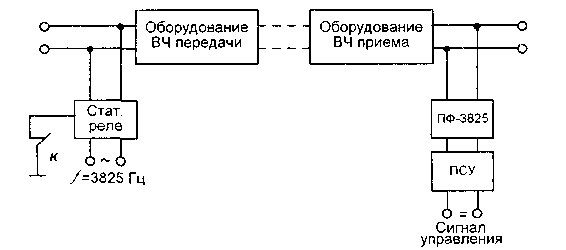 Оборудование
ВЧ передачи
Оборудование
ВЧ приема
Стат.
реле
ПФ-3825
к
~
f=3825 Гц
ПСУ
=
Сигнал
управления